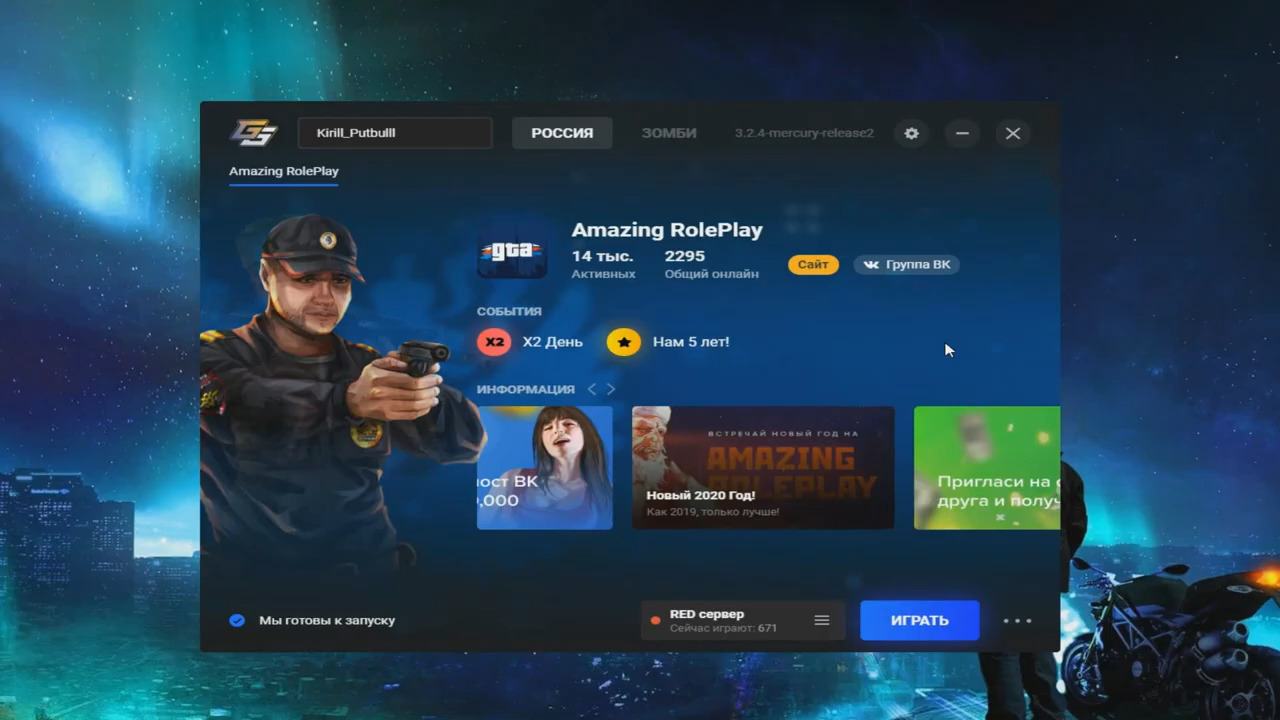 GS
Kirill_Putbulll
РОССИЯ
ЗОМБИ
3.2.4-mercury-release2
Amazing RolePlay
Amazing RolePlay
gta
14 тыс.
2295
Активных
Общий онлайн
Сайт
Группа ВК
СОБЫТИЯ
X2
X2 День
Нам 5 лет!
ИНФОРМАЦИЯ
ост ВК
,000
ВСТРЕЧАЙ НОВЫЙ ГОД НА
AMAZING
ROLEPLAY
Новый 2020 Год!
Как 2019, только лучше!
Пригласи на
друга и получ
Мы готовы к запуску
RED сервер
Сейчас играют: 671
ИГРАТЬ